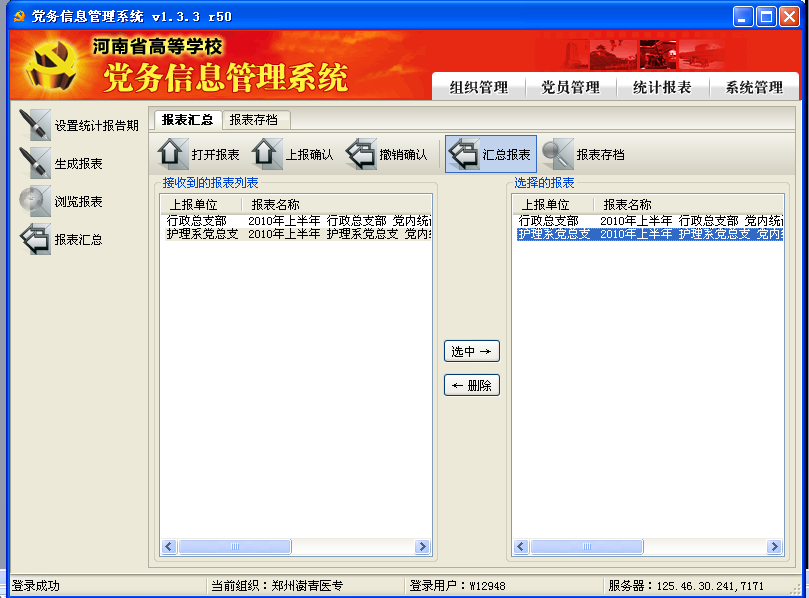 党务信息管理系统 v1.3.3 r50
河南省高等学校
党务信息管理系统
组织管理 党员管理 统计报表 系统管理
设置统计报告期
生成报表
浏览报表
报表汇总
报表汇总 报表存档
打开报表 上报确认 撤销确认 汇总报表 报表存档
接收到的报表列表
上报单位 报表名称
行政总支部 2010年上半年 行政总支部 党内统
护理系党总支 2010年上半年 护理系党总支 党内
选中 →
← 删除
选择的报表
上报单位 报表名称
行政总支部 2010年上半年 行政总支部 党内统
护理系党总支 2010年上半年 护理系党总支 党内
登录成功 当前组织：郑州澍青医专 登录用户：W12948 服务器：125.46.30.241,7171